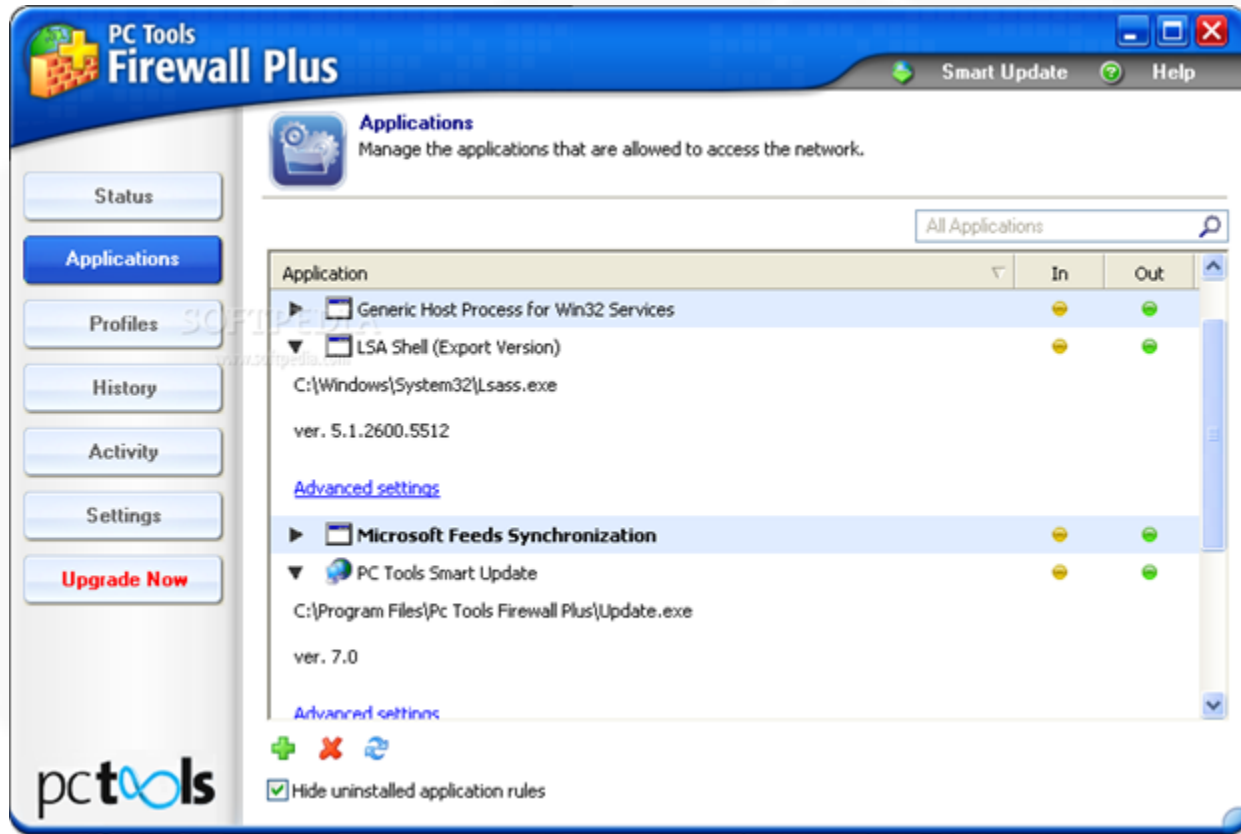 PC Tools
Firewall Plus
Smart Update
Help
Applications
Manage the applications that are allowed to access the network.
Status
Applications
Profiles
History
Activity
Settings
Upgrade Now
All Applications
Application In Out
Generic Host Process for Win32 Services
LSA Shell (Export Version)
C:\Windows\System32\Lsass.exe
ver. 5.1.2600.5512
Advanced settings
Microsoft Feeds Synchronization
PC Tools Smart Update
C:\Program Files\Pc Tools Firewall Plus\Update.exe
ver. 7.0
Advanced settings
Hide uninstalled application rules
pctools
SOFTPEDIA
www.softpedia.com